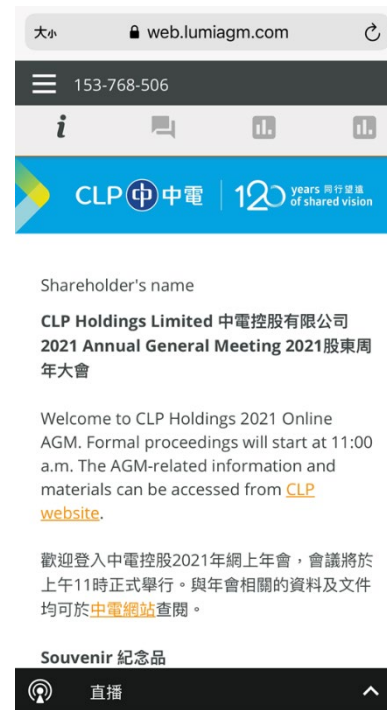 大小 web.lumiagm.com
153-768-506
i
CLP 中 中電 120 years 同行望遠
of shared vision
Shareholder's name
CLP Holdings Limited 中電控股有限公司
2021 Annual General Meeting 2021股東周
年大會
Welcome to CLP Holdings 2021 Online
AGM. Formal proceedings will start at 11:00
a.m. The AGM-related information and
materials can be accessed from CLP
website.
歡迎登入中電控股2021年網上年會，會議將於
上午11時正式舉行。與年會相關的資料及文件
均可於中電網站查閱。
Souvenir 紀念品
直播